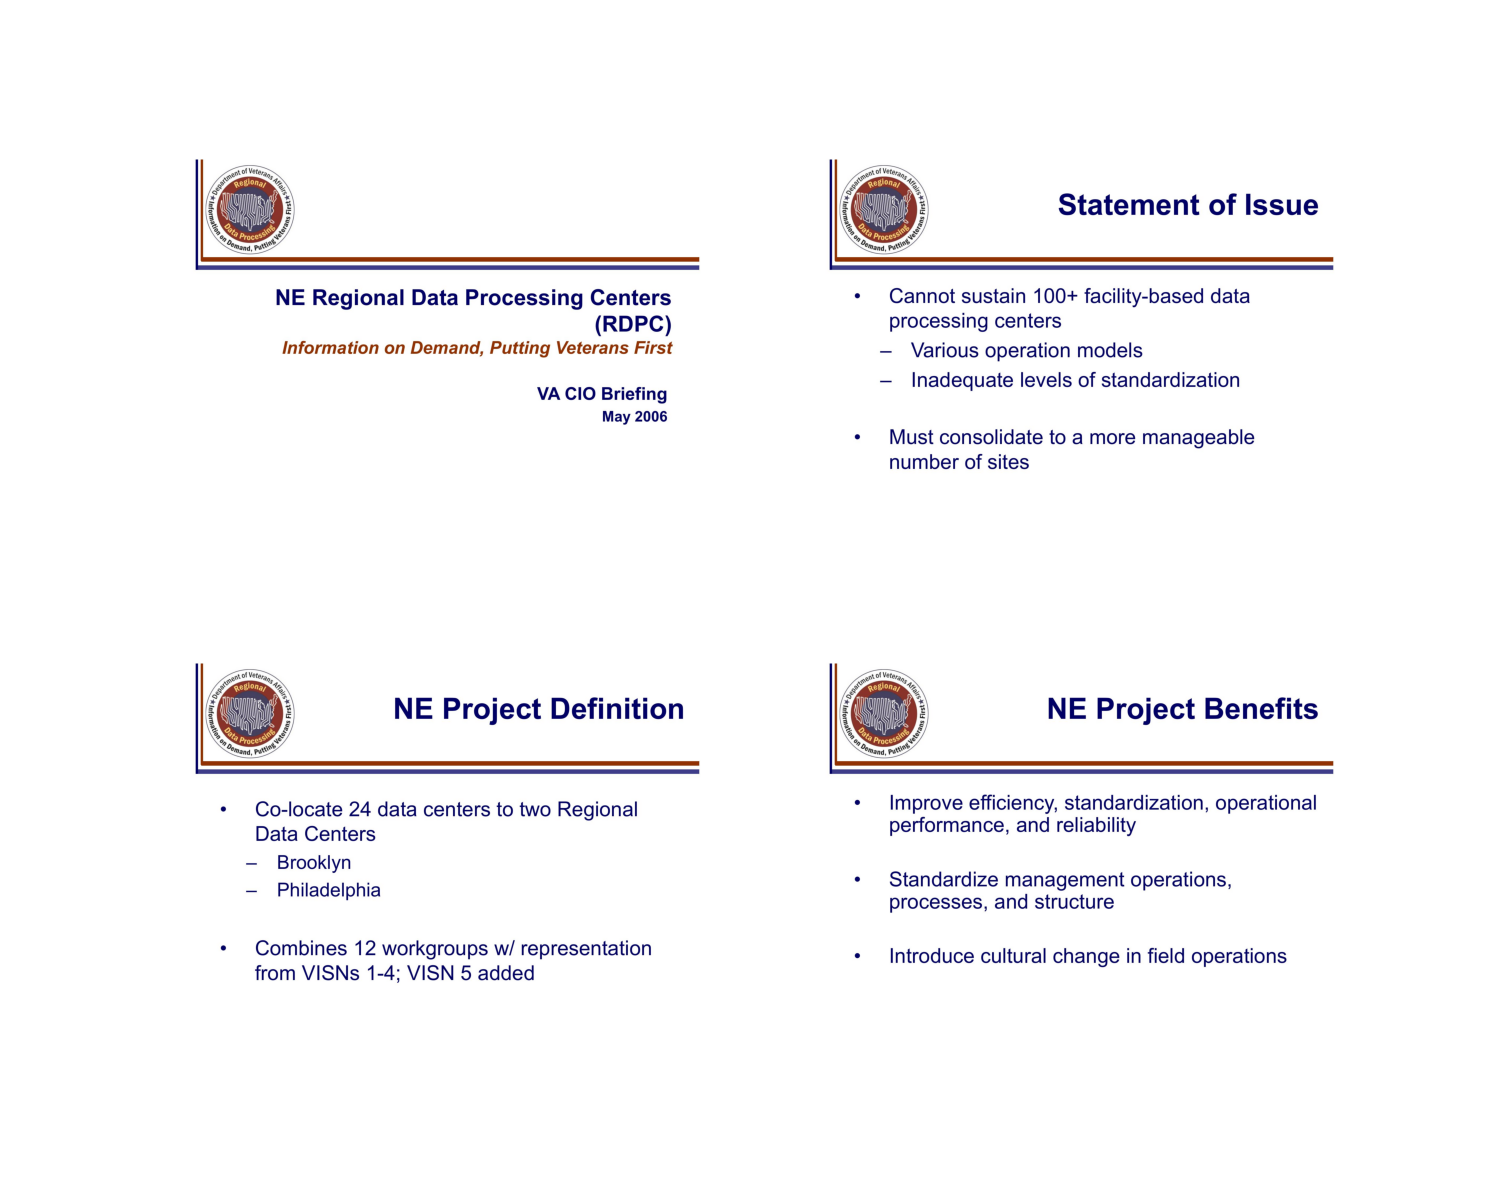 Department of Veterans Affairs
Regional
Data Processing
Information on Demand, Putting Veterans First
NE Regional Data Processing Centers
(RDPC)
Information on Demand, Putting Veterans First
VA CIO Briefing
May 2006
Department of Veterans Affairs
Regional
Data Processing
Information on Demand, Putting Veterans First
Statement of Issue
• Cannot sustain 100+ facility-based data
processing centers
– Various operation models
– Inadequate levels of standardization
• Must consolidate to a more manageable
number of sites
Department of Veterans Affairs
Regional
Data Processing
Information on Demand, Putting Veterans First
NE Project Definition
• Co-locate 24 data centers to two Regional
Data Centers
– Brooklyn
– Philadelphia
• Combines 12 workgroups w/ representation
from VISNs 1-4; VISN 5 added
Department of Veterans Affairs
Regional
Data Processing
Information on Demand, Putting Veterans First
NE Project Benefits
• Improve efficiency, standardization, operational
performance, and reliability
• Standardize management operations,
processes, and structure
• Introduce cultural change in field operations